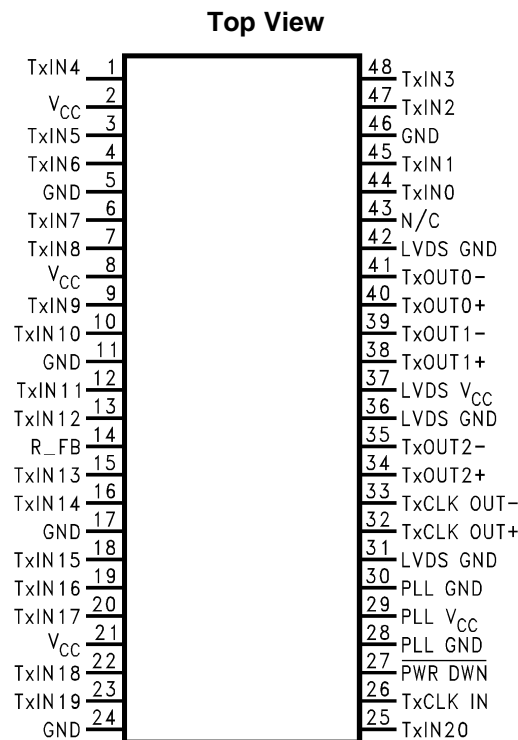 Top View
TxIN4 1
VCC 2
TxIN5 3
TxIN6 4
GND 5
TxIN7 6
TxIN8 7
VCC 8
TxIN9 9
TxIN10 10
GND 11
TxIN11 12
TxIN12 13
R_FB 14
TxIN13 15
TxIN14 16
GND 17
TxIN15 18
TxIN16 19
TxIN17 20
VCC 21
TxIN18 22
TxIN19 23
GND 24
48 TxIN3
47 TxIN2
46 GND
45 TxIN1
44 TxIN0
43 N/C
42 LVDS GND
41 TxOUT0-
40 TxOUT0+
39 TxOUT1-
38 TxOUT1+
37 LVDS VCC
36 LVDS GND
35 TxOUT2-
34 TxOUT2+
33 TxCLK OUT-
32 TxCLK OUT+
31 LVDS GND
30 PLL GND
29 PLL VCC
28 PLL GND
27 PWR DWN
26 TxCLK IN
25 TxIN20